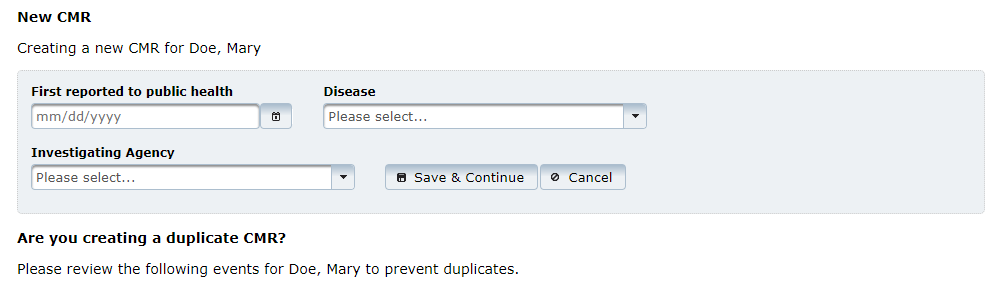 New CMR
Creating a new CMR for Doe, Mary
First reported to public health Disease
mm/dd/yyyy Please select...
Investigating Agency
Please select... Save & Continue Cancel
Are you creating a duplicate CMR?
Please review the following events for Doe, Mary to prevent duplicates.